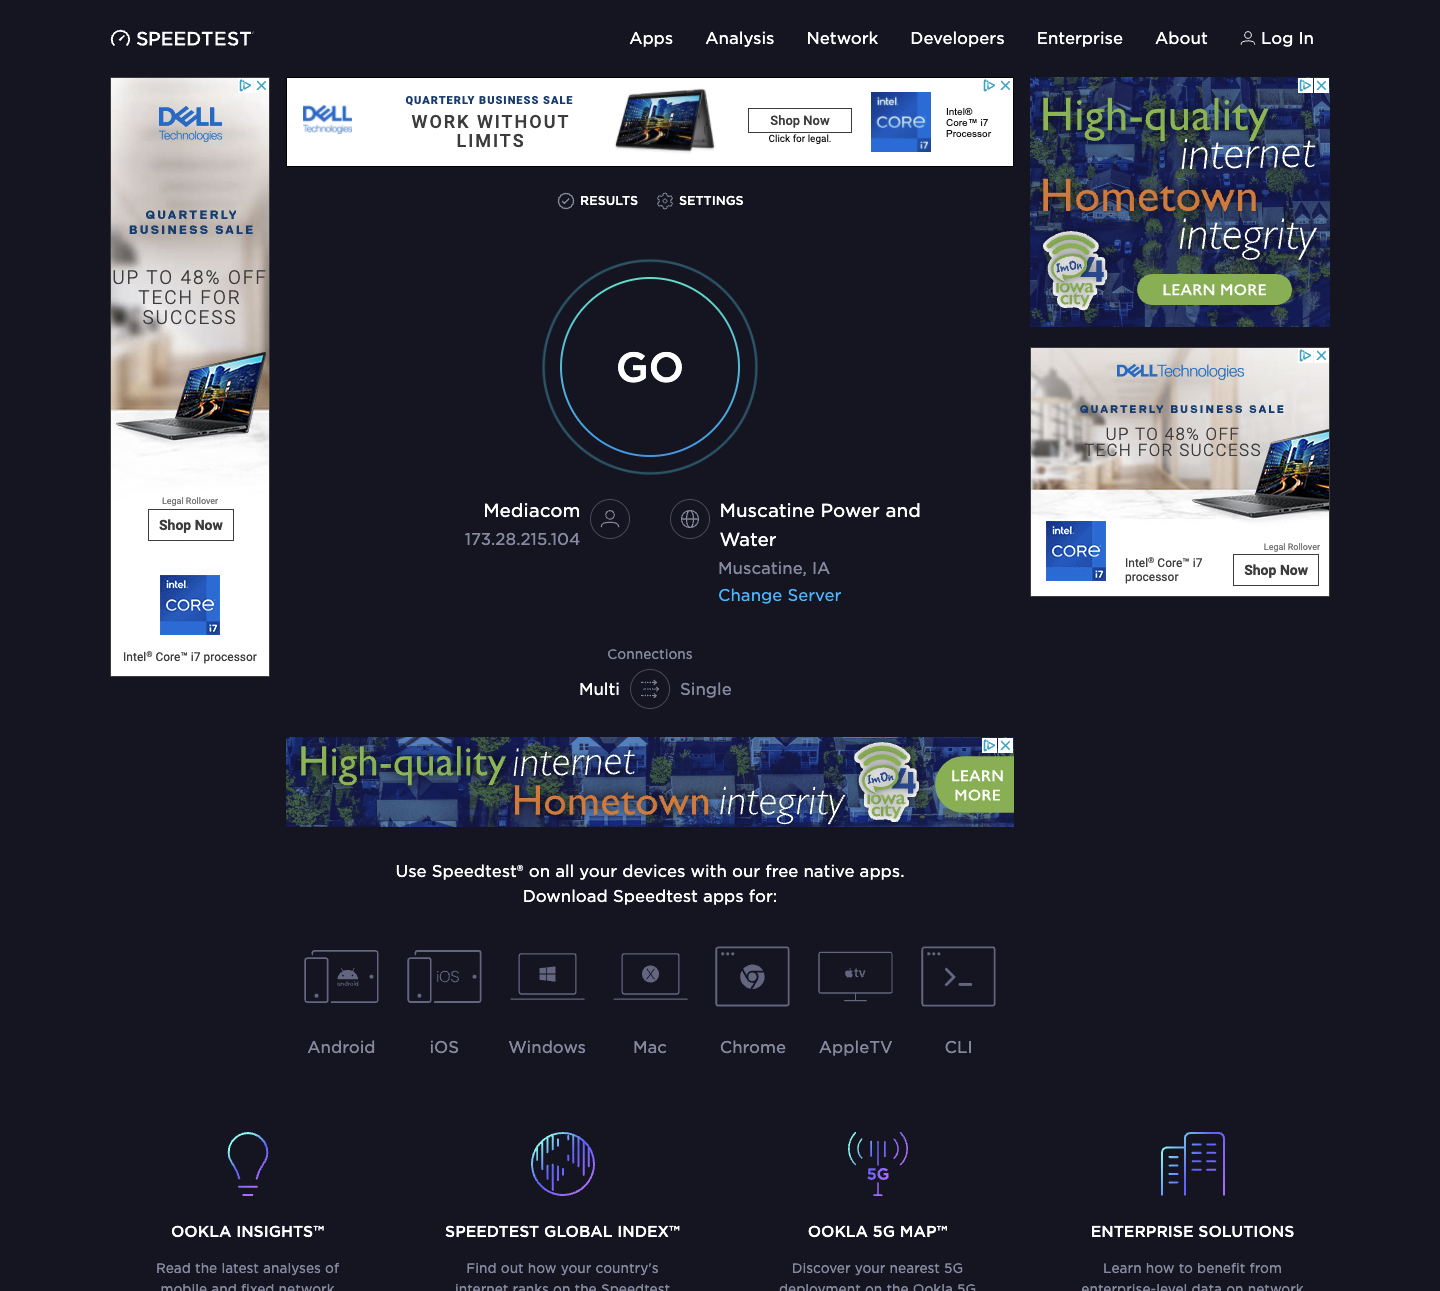 SPEEDTEST
Apps Analysis Network Developers Enterprise About Log In
DELL
Technologies
QUARTERLY
BUSINESS SALE
UP TO 48% OFF
TECH FOR
SUCCESS
Legal Rollover
Shop Now
intel.
CORE
i7
Intel® Core™ i7 processor
DELL
Technologies
QUARTERLY BUSINESS SALE
WORK WITHOUT
LIMITS
Shop Now
Click for legal.
intel.
CORE
i7
Intel®
Core™ i7
Processor
RESULTS SETTINGS
GO
Mediacom
173.28.215.104
Muscatine Power and
Water
Muscatine, IA
Change Server
Connections
Multi Single
High-quality
internet
Hometown
integrity
ImOn
4
iowa
city
LEARN MORE
DELLTechnologies
QUARTERLY BUSINESS SALE
UP TO 48% OFF
TECH FOR SUCCESS
intel.
CORE
i7
Intel® Core™ i7
processor
Legal Rollover
Shop Now
High-quality internet
Hometown integrity
ImOn
4
iowa
city
LEARN
MORE
Use Speedtest® on all your devices with our free native apps.
Download Speedtest apps for:
android
iOS
tv
Android iOS Windows Mac Chrome AppleTV CLI
5G
OOKLA INSIGHTS™
Read the latest analyses of
mobile and fixed network
SPEEDTEST GLOBAL INDEX™
Find out how your country's
internet ranks on the Speedtest
OOKLA 5G MAP™
Discover your nearest 5G
deployment on the Ookla 5G
ENTERPRISE SOLUTIONS
Learn how to benefit from
enterprise-level data on network